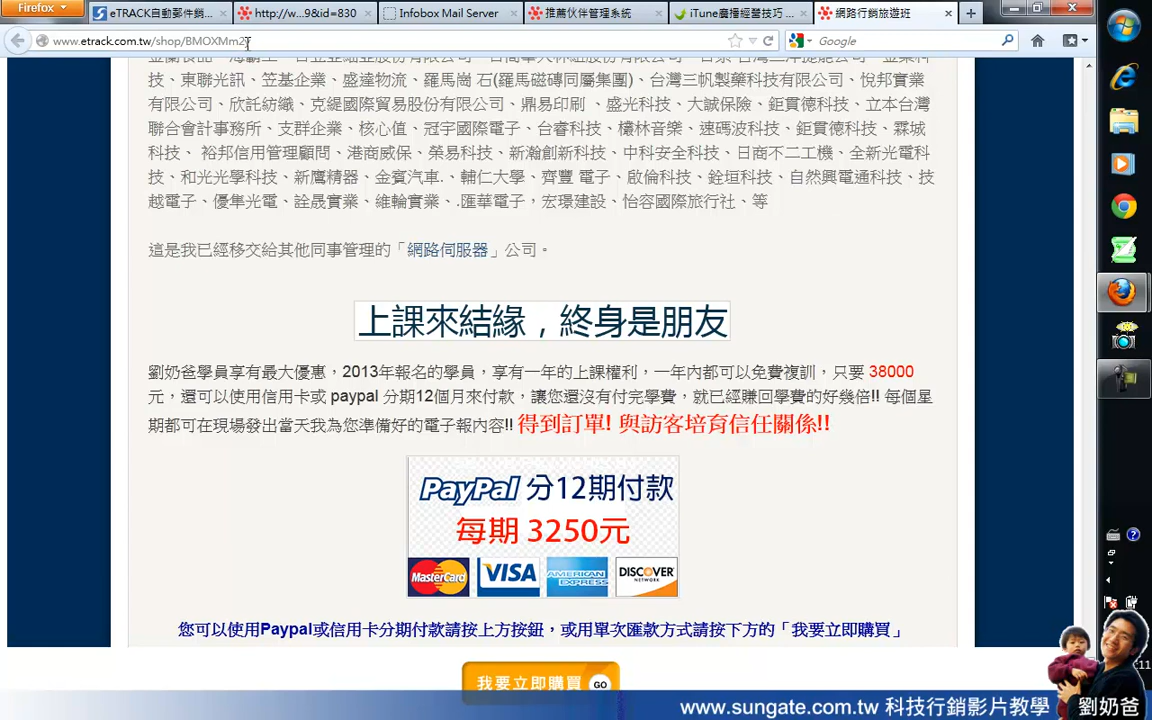 Firefox
eTRACK自動郵件銷...
http://w...9&id=830
Infobox Mail Server
推薦伙伴管理系統
iTune廣播經營技巧 ...
網路行銷旅遊班
www.etrack.com.tw/shop/BMOXMm2
Google
技、東聯光訊、笠基企業、盛達物流、羅馬崗 石(羅馬磁磚同屬集團)、台灣三帆製藥科技有限公司、悅邦實業
有限公司、欣託紡織、克緹國際貿易股份有限公司、鼎易印刷 、盛光科技、大誠保險、鉅貫德科技、立本台灣
聯合會計事務所、支群企業、核心值、冠宇國際電子、台睿科技、欞林音樂、速碼波科技、鉅貫德科技、霖城
科技、 裕邦信用管理顧問、港商威保、榮易科技、新瀚創新科技、中科安全科技、日商不二工機、全新光電科
技、和光光學科技、新鷹精器、金賓汽車.、輔仁大學、齊豐 電子、啟倫科技、銓垣科技、自然興電通科技、技
越電子、優隼光電、詮晟實業、維輪實業、.匯華電子，宏璟建設、怡容國際旅行社、等
這是我已經移交給其他同事管理的「網路伺服器」公司。
上課來結緣，終身是朋友
劉奶爸學員享有最大優惠，2013年報名的學員，享有一年的上課權利，一年內都可以免費複訓，只要 38000
元，還可以使用信用卡或 paypal 分期12個月來付款，讓您還沒有付完學費，就已經賺回學費的好幾倍!! 每個星
期都可在現場發出當天我為您準備好的電子報內容!! 得到訂單! 與訪客培育信任關係!!
PayPal 分12期付款
每期 3250元
MasterCard VISA AMERICAN EXPRESS DISCOVER NETWORK
您可以使用Paypal或信用卡分期付款請按上方按鈕，或用單次匯款方式請按下方的「我要立即購買」
我要立即購買 GO
www.sungate.com.tw 科技行銷影片教學
劉奶爸